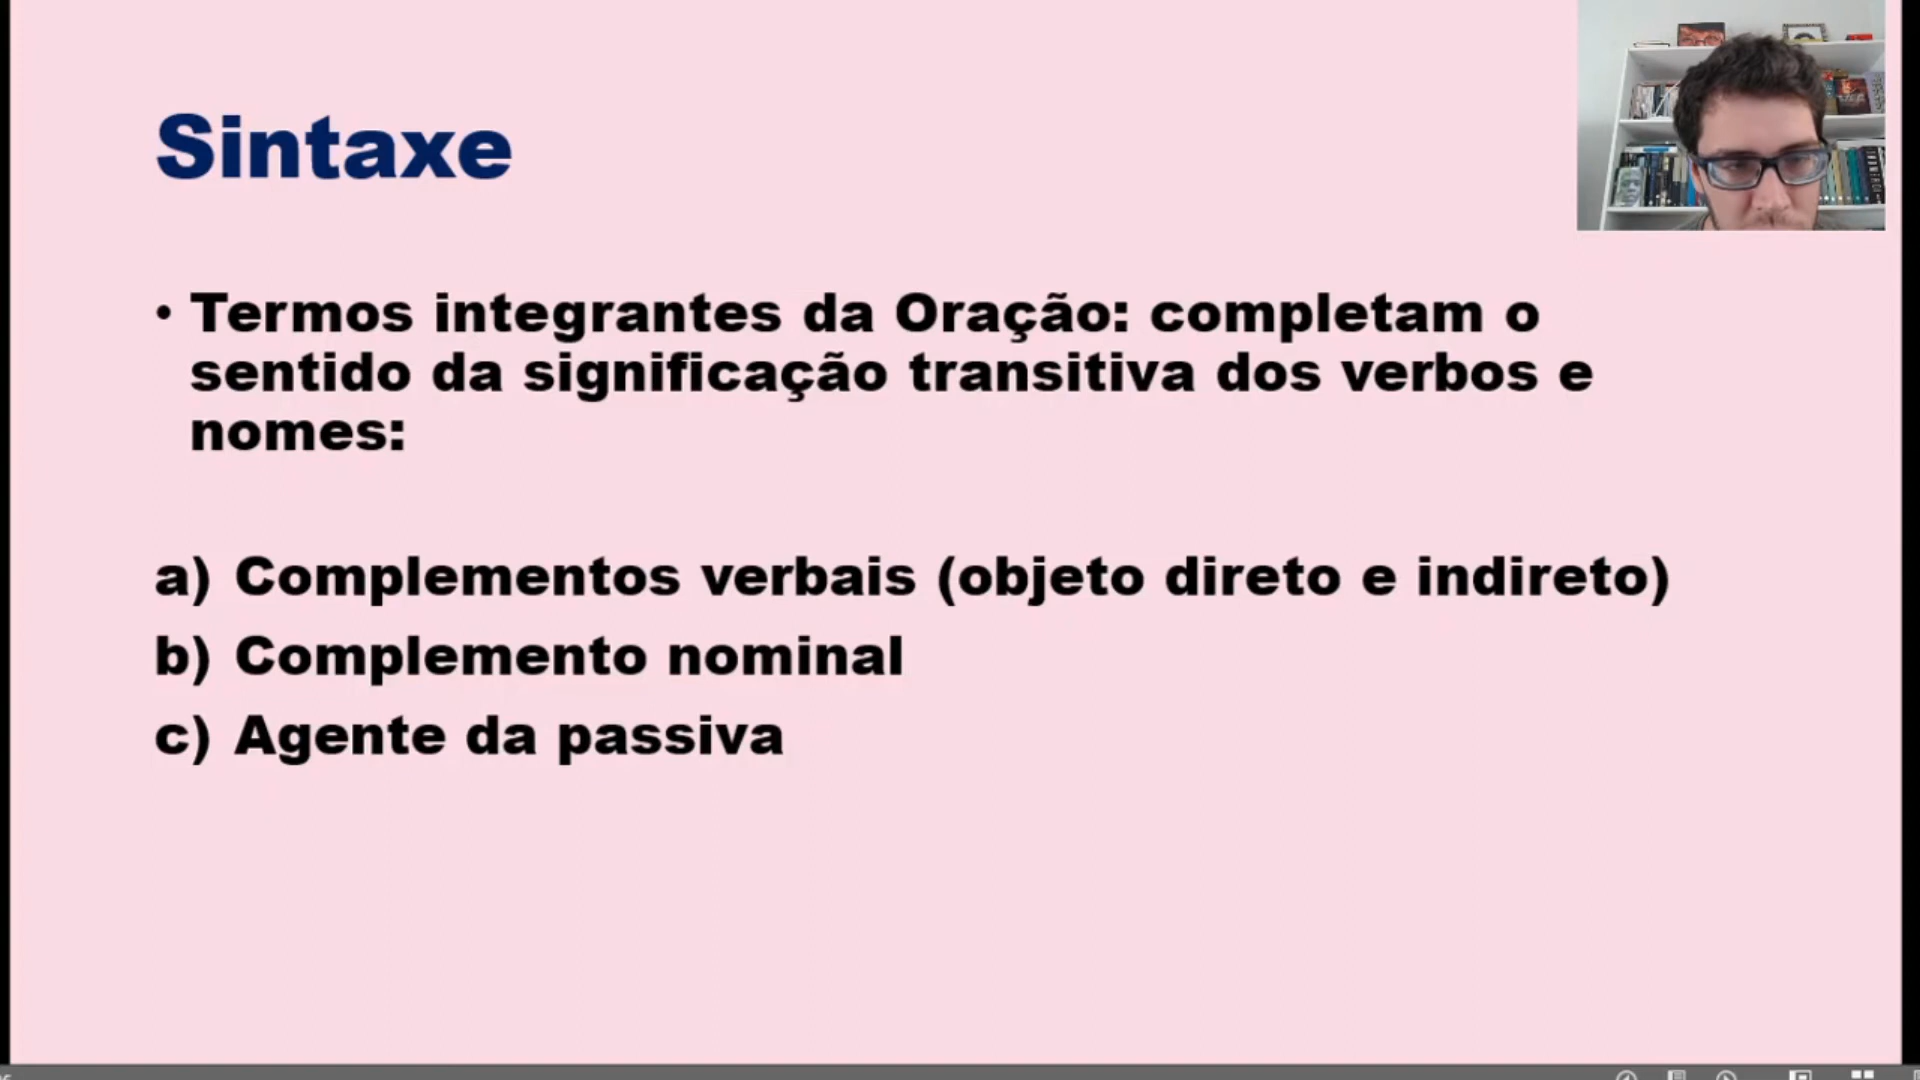 Sintaxe
• Termos integrantes da Oração: completam o
sentido da significação transitiva dos verbos e
nomes:
a) Complementos verbais (objeto direto e indireto)
b) Complemento nominal
c) Agente da passiva